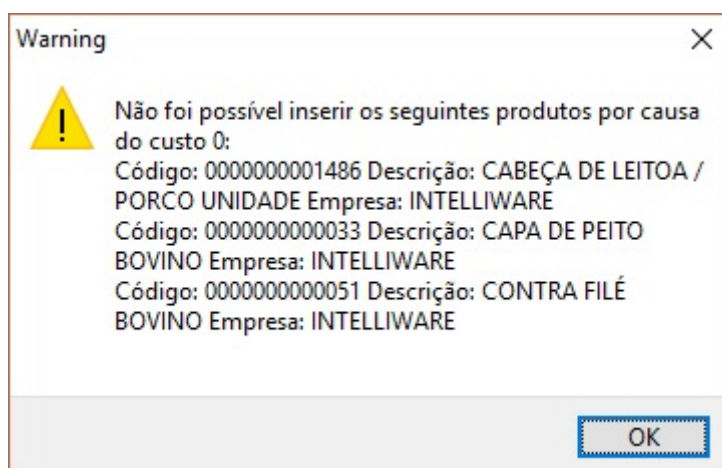 Warning
Não foi possível inserir os seguintes produtos por causa
do custo 0:
Código: 0000000001486 Descrição: CABEÇA DE LEITOA /
PORCO UNIDADE Empresa: INTELLIWARE
Código: 0000000000033 Descrição: CAPA DE PEITO
BOVINO Empresa: INTELLIWARE
Código: 0000000000051 Descrição: CONTRA FILÉ
BOVINO Empresa: INTELLIWARE
OK